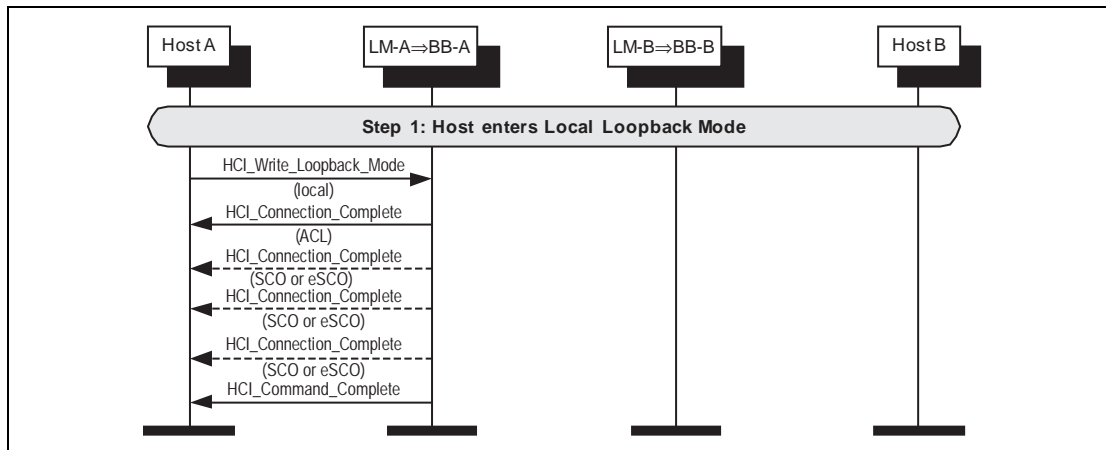 Host A
LM-A⇒BB-A
LM-B⇒BB-B
Host B
Step 1: Host enters Local Loopback Mode
HCI_Write_Loopback_Mode
(local)
HCI_Connection_Complete
(ACL)
HCI_Connection_Complete
(SCO or eSCO)
HCI_Connection_Complete
(SCO or eSCO)
HCI_Connection_Complete
(SCO or eSCO)
HCI_Command_Complete